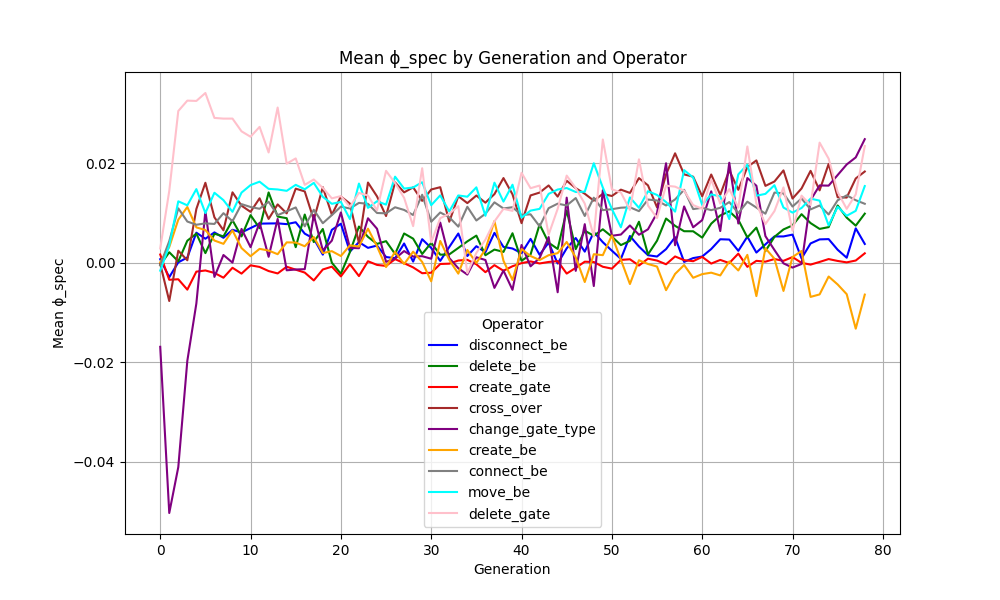 Mean ϕ_spec by Generation and Operator
Mean ϕ_spec
0.02
0.00
−0.02
−0.04
Operator
disconnect_be
delete_be
create_gate
cross_over
change_gate_type
create_be
connect_be
move_be
delete_gate
0 10 20 30 40 50 60 70 80
Generation